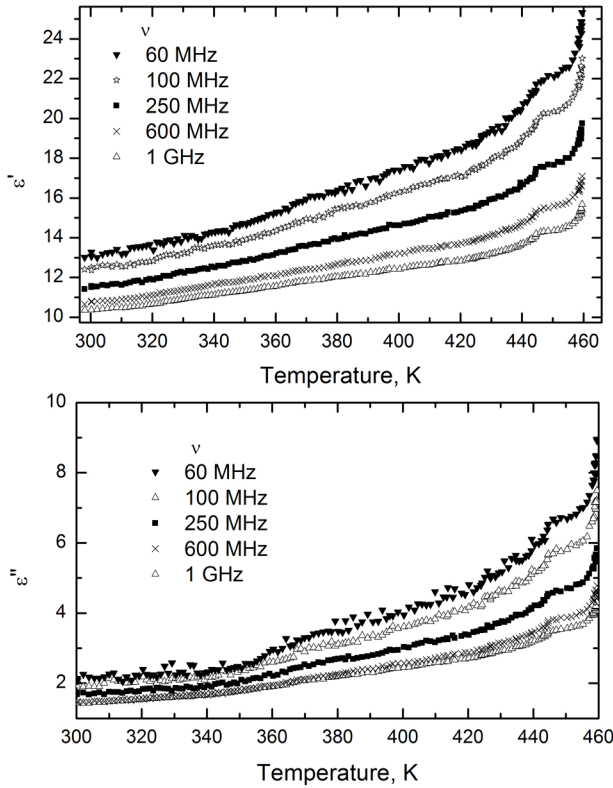 24
22
20
18
16
14
12
10
ε'
ν
60 MHz
100 MHz
250 MHz
600 MHz
1 GHz
300 320 340 360 380 400 420 440 460
Temperature, K
10
8
6
4
2
ε''
ν
60 MHz
100 MHz
250 MHz
600 MHz
1 GHz
300 320 340 360 380 400 420 440 460
Temperature, K